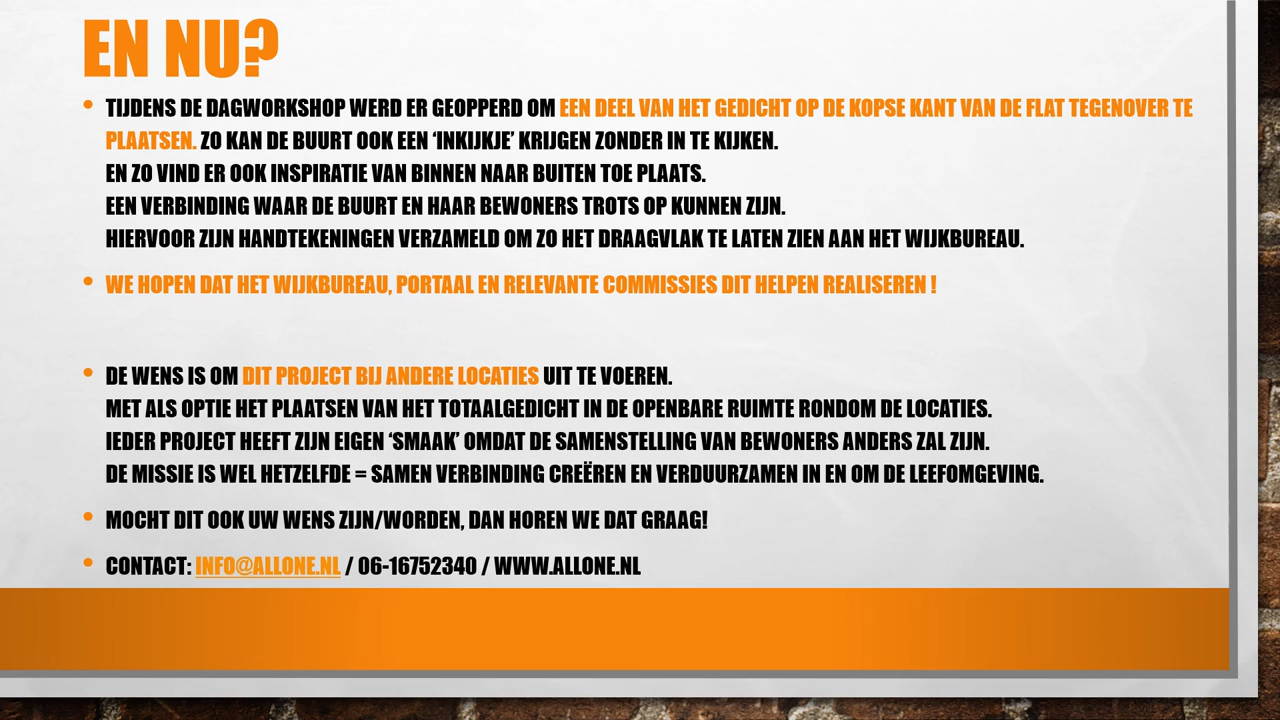 EN NU?
• TIJDENS DE DAGWORKSHOP WERD ER GEOPPERD OM EEN DEEL VAN HET GEDICHT OP DE KOPSE KANT VAN DE FLAT TEGENOVER TE
PLAATSEN. ZO KAN DE BUURT OOK EEN ‘INKIJKJE’ KRIJGEN ZONDER IN TE KIJKEN.
EN ZO VIND ER OOK INSPIRATIE VAN BINNEN NAAR BUITEN TOE PLAATS.
EEN VERBINDING WAAR DE BUURT EN HAAR BEWONERS TROTS OP KUNNEN ZIJN.
HIERVOOR ZIJN HANDTEKENINGEN VERZAMELD OM ZO HET DRAAGVLAK TE LATEN ZIEN AAN HET WIJKBUREAU.
• WE HOPEN DAT HET WIJKBUREAU, PORTAAL EN RELEVANTE COMMISSIES DIT HELPEN REALISEREN !
• DE WENS IS OM DIT PROJECT BIJ ANDERE LOCATIES UIT TE VOEREN.
MET ALS OPTIE HET PLAATSEN VAN HET TOTAALGEDICHT IN DE OPENBARE RUIMTE RONDOM DE LOCATIES.
IEDER PROJECT HEEFT ZIJN EIGEN ‘SMAAK’ OMDAT DE SAMENSTELLING VAN BEWONERS ANDERS ZAL ZIJN.
DE MISSIE IS WEL HETZELFDE = SAMEN VERBINDING CREËREN EN VERDUURZAMEN IN EN OM DE LEEFOMGEVING.
• MOCHT DIT OOK UW WENS ZIJN/WORDEN, DAN HOREN WE DAT GRAAG!
• CONTACT: INFO@ALLONE.NL / 06-16752340 / WWW.ALLONE.NL